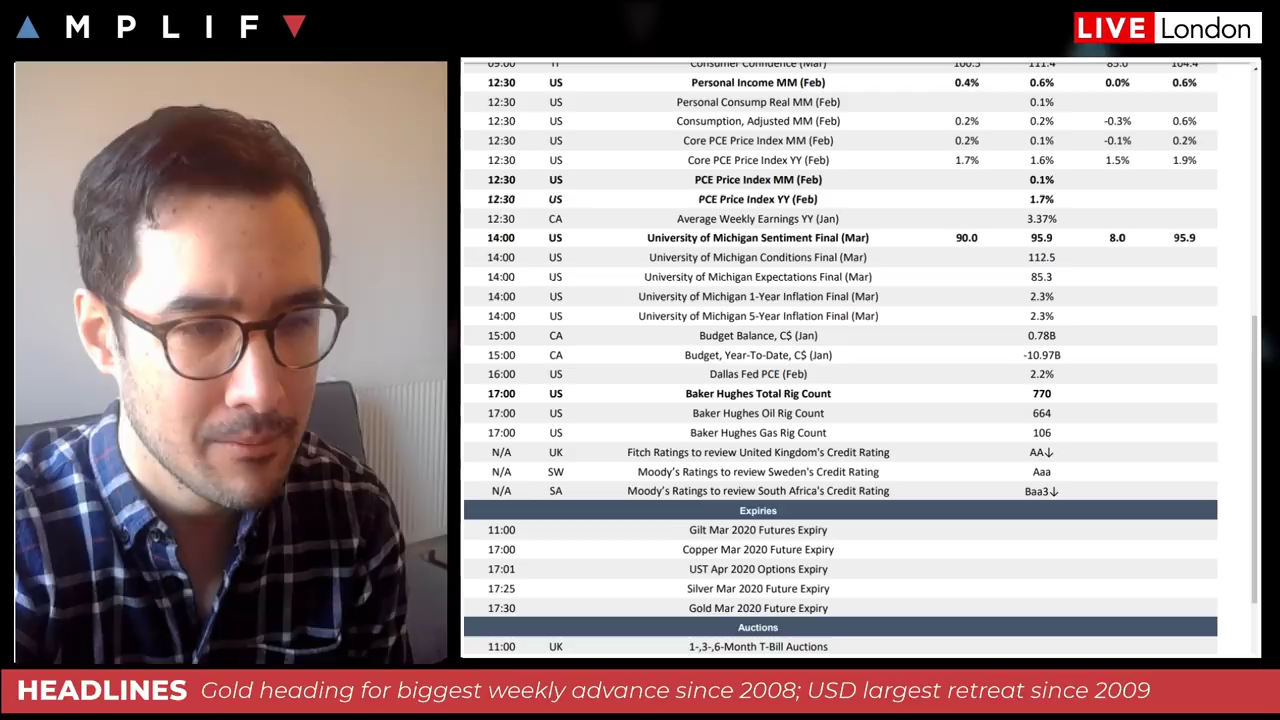 MPLIF
LIVE London
09:00 IT Consumer Confidence (Mar) 100.5 111.4 85.0 104.4
12:30 US Personal Income MM (Feb) 0.4% 0.6% 0.0% 0.6%
12:30 US Personal Consump Real MM (Feb) 0.1%
12:30 US Consumption, Adjusted MM (Feb) 0.2% 0.2% -0.3% 0.6%
12:30 US Core PCE Price Index MM (Feb) 0.2% 0.1% -0.1% 0.2%
12:30 US Core PCE Price Index YY (Feb) 1.7% 1.6% 1.5% 1.9%
12:30 US PCE Price Index MM (Feb) 0.1%
12:30 US PCE Price Index YY (Feb) 1.7%
12:30 CA Average Weekly Earnings YY (Jan) 3.37%
14:00 US University of Michigan Sentiment Final (Mar) 90.0 95.9 8.0 95.9
14:00 US University of Michigan Conditions Final (Mar) 112.5
14:00 US University of Michigan Expectations Final (Mar) 85.3
14:00 US University of Michigan 1-Year Inflation Final (Mar) 2.3%
14:00 US University of Michigan 5-Year Inflation Final (Mar) 2.3%
15:00 CA Budget Balance, C$ (Jan) 0.78B
15:00 CA Budget, Year-To-Date, C$ (Jan) -10.97B
16:00 US Dallas Fed PCE (Feb) 2.2%
17:00 US Baker Hughes Total Rig Count 770
17:00 US Baker Hughes Oil Rig Count 664
17:00 US Baker Hughes Gas Rig Count 106
N/A UK Fitch Ratings to review United Kingdom's Credit Rating AA↓
N/A SW Moody's Ratings to review Sweden's Credit Rating Aaa
N/A SA Moody's Ratings to review South Africa's Credit Rating Baa3↓
Expiries
11:00 Gilt Mar 2020 Futures Expiry
17:00 Copper Mar 2020 Future Expiry
17:01 UST Apr 2020 Options Expiry
17:25 Silver Mar 2020 Future Expiry
17:30 Gold Mar 2020 Future Expiry
Auctions
11:00 UK 1-,3-,6-Month T-Bill Auctions
HEADLINES Gold heading for biggest weekly advance since 2008; USD largest retreat since 2009